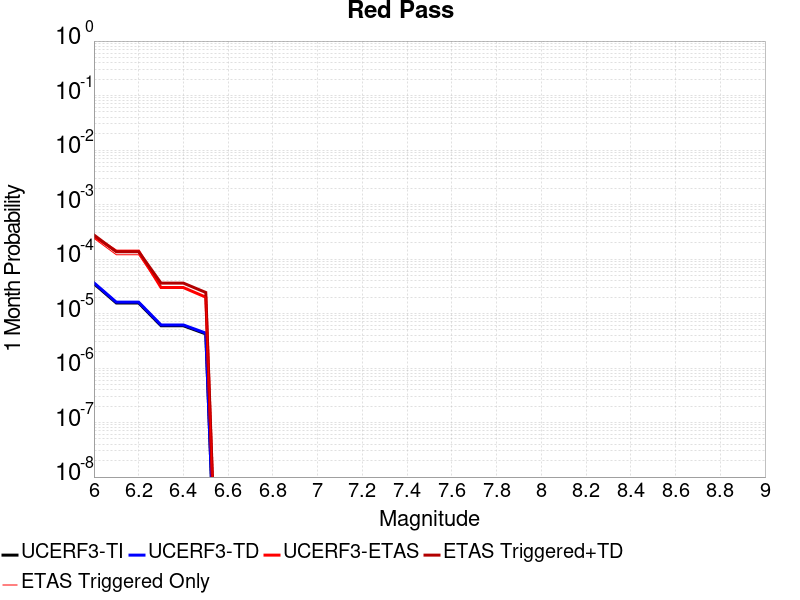 Red Pass
10^0
10^-1
10^-2
10^-3
10^-4
10^-5
10^-6
10^-7
10^-8
1 Month Probability
6 6.2 6.4 6.6 6.8 7 7.2 7.4 7.6 7.8 8 8.2 8.4 8.6 8.8 9
Magnitude
UCERF3-TI UCERF3-TD UCERF3-ETAS ETAS Triggered+TD
ETAS Triggered Only